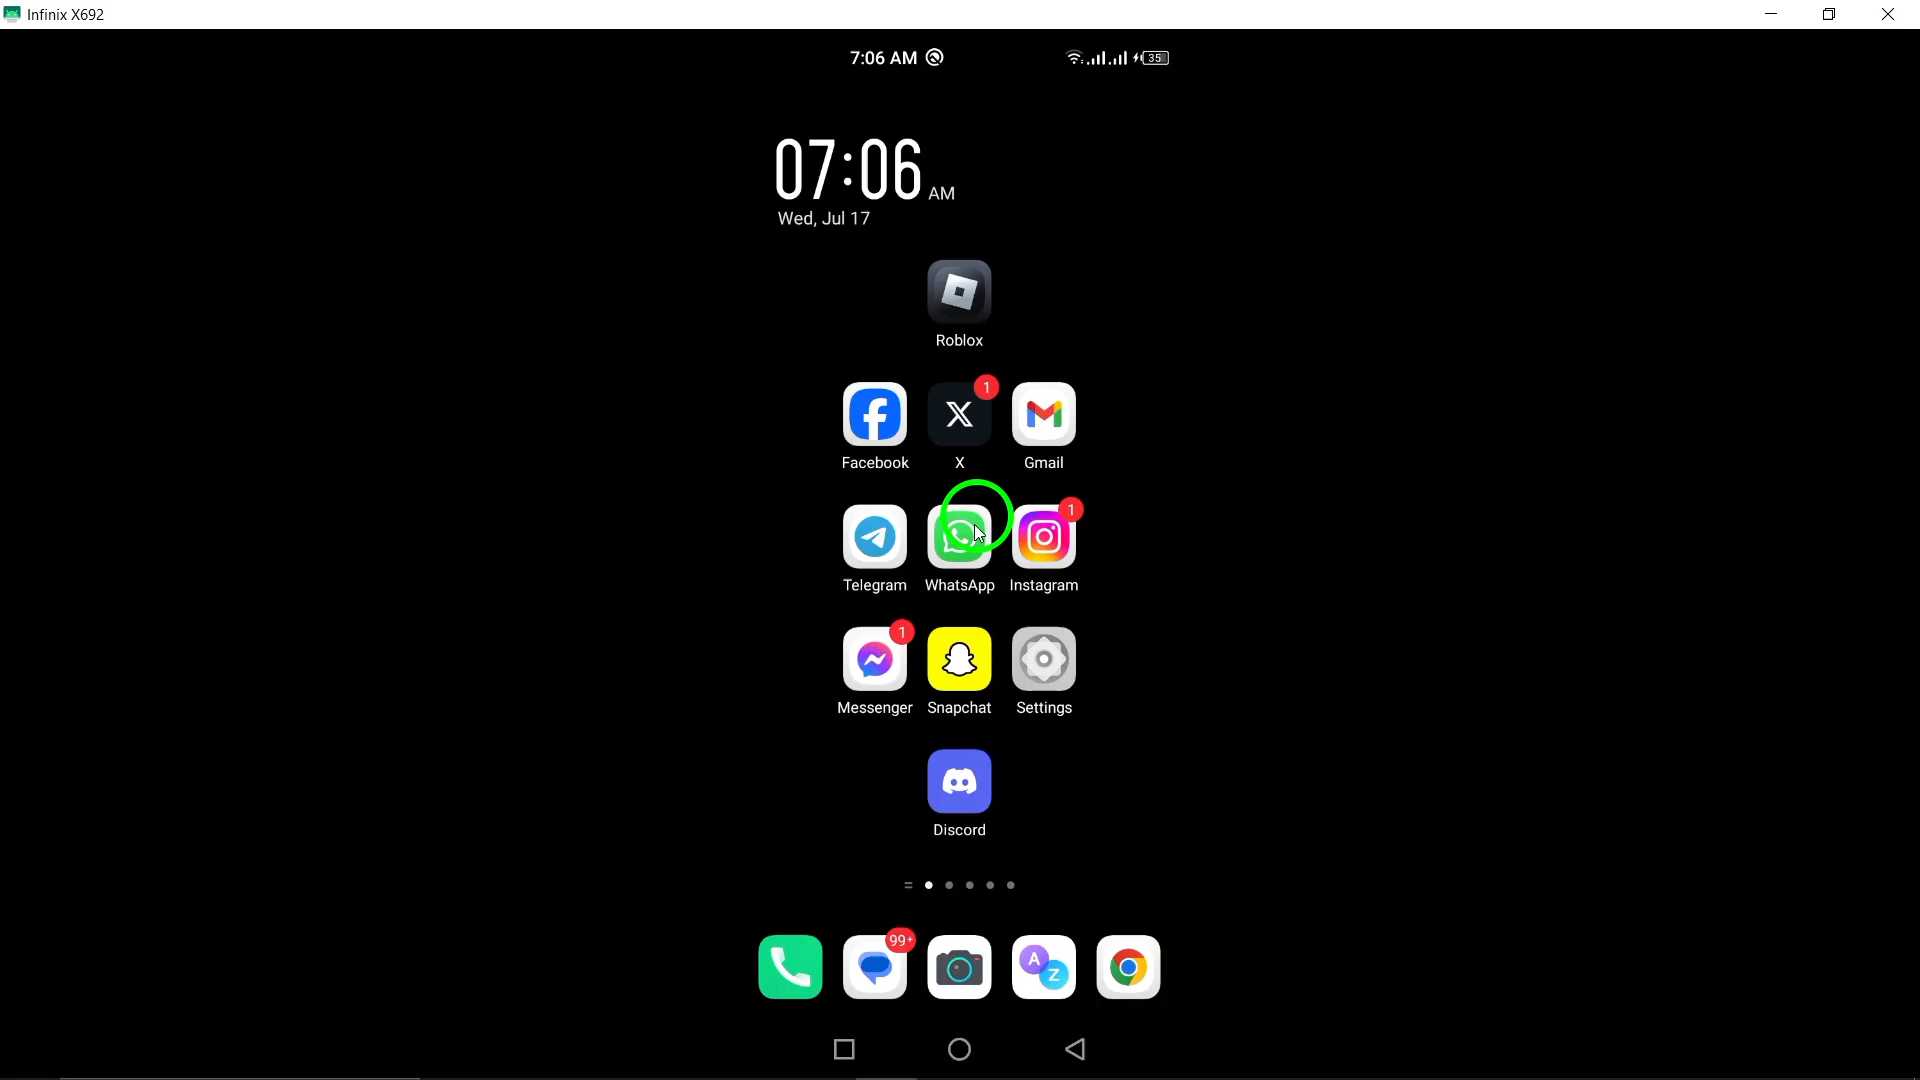 Infinix X692
7:06 AM
35
07:06 AM
Wed, Jul 17
Roblox
1
Facebook X Gmail
1
Telegram WhatsApp Instagram
1
Messenger Snapchat Settings
Discord
99+
A Z